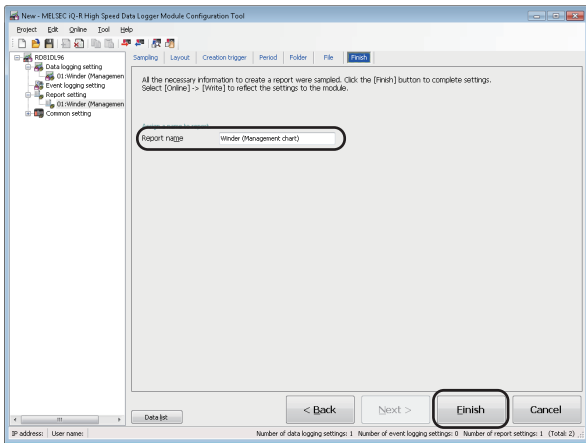 New - MELSEC iQ-R High Speed Data Logger Module Configuration Tool
Project Edit Online Tool Help
RD81DL96
Data logging setting
01:Winder (Managemen
Event logging setting
Report setting
01:Winder (Managemen
Common setting
Sampling Layout Creation trigger Period Folder File Finish
All the necessary information to create a report were sampled. Click the [Finish] button to complete settings.
Select [Online] -> [Write] to reflect the settings to the module.
Assign a name to report.
Report name Winder (Management chart)
Data list
< Back Next > Finish Cancel
IP address: User name: Number of data logging settings: 1 Number of event logging settings: 0 Number of report settings: 1 (Total: 2)